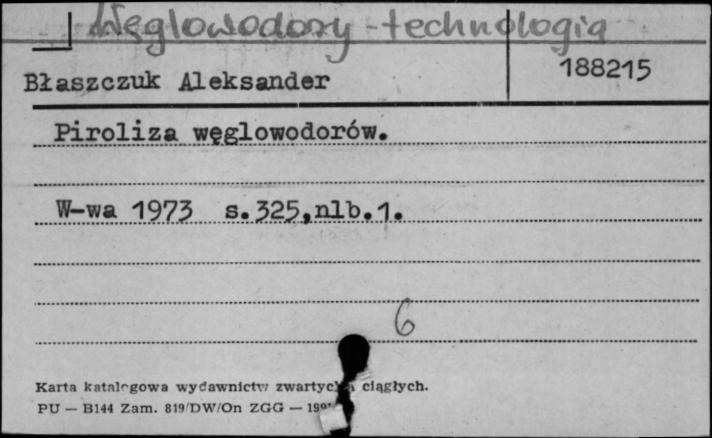 Węglowodory - technologia
Błaszczuk Aleksander
188215
Piroliza węglowodorów.
W-wa 1973 s.325,nlb.1.
6
Karta katalogowa wydawnictw zwartych ciągłych.
PU — B144 Zam. 819/DW/On ZGG —